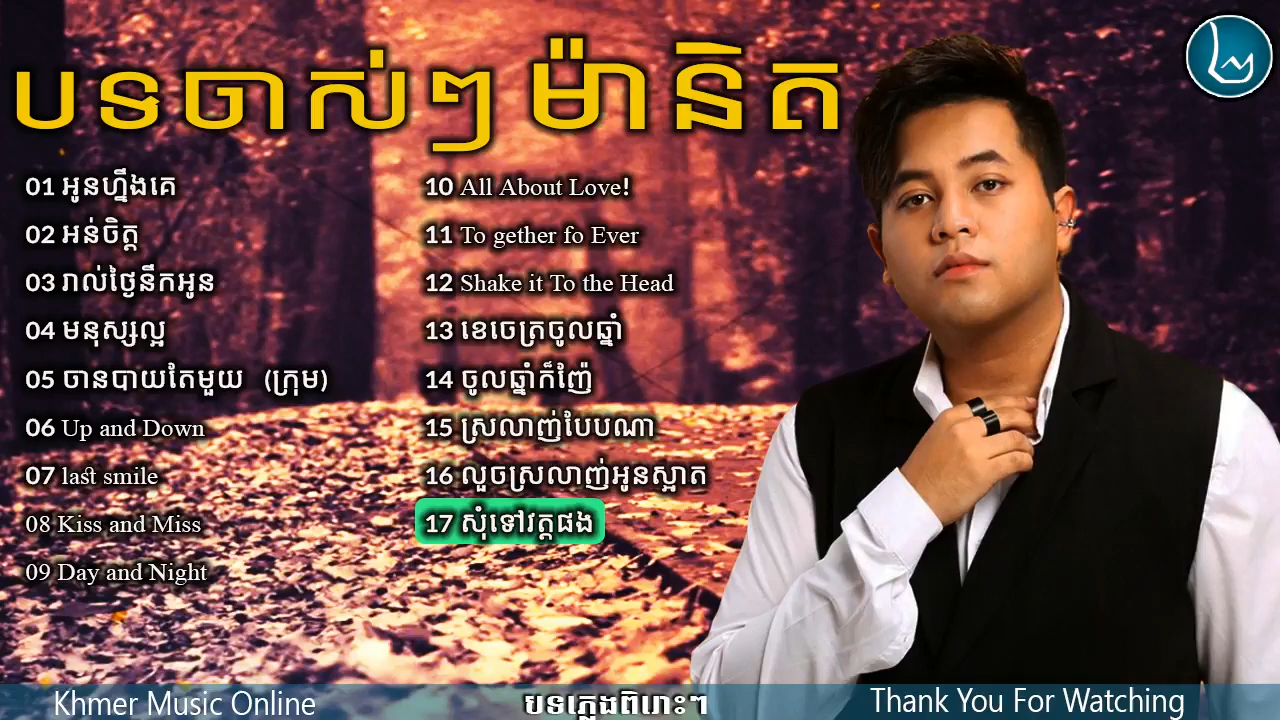 បទចាស់ៗ ម៉ានិត
01 អូនហ្នឹងគេ
02 អន់ចិត្ត
03 រាល់ថ្ងៃនឹកអូន
04 មនុស្សល្អ
05 ចានបាយតែមួយ (ក្រុម)
06 Up and Down
07 last smile
08 Kiss and Miss
09 Day and Night
10 All About Love!
11 To gether fo Ever
12 Shake it To the Head
13 ខេចេត្រចូលឆ្នាំ
14 ចូលឆ្នាំក៏ញ៉ែ
15 ស្រលាញ់បែបណា
16 លួចស្រលាញ់អូនស្អាត
17 សុំទៅវត្តផង
Khmer Music Online
បទភ្លេងពិរោះៗ
Thank You For Watching